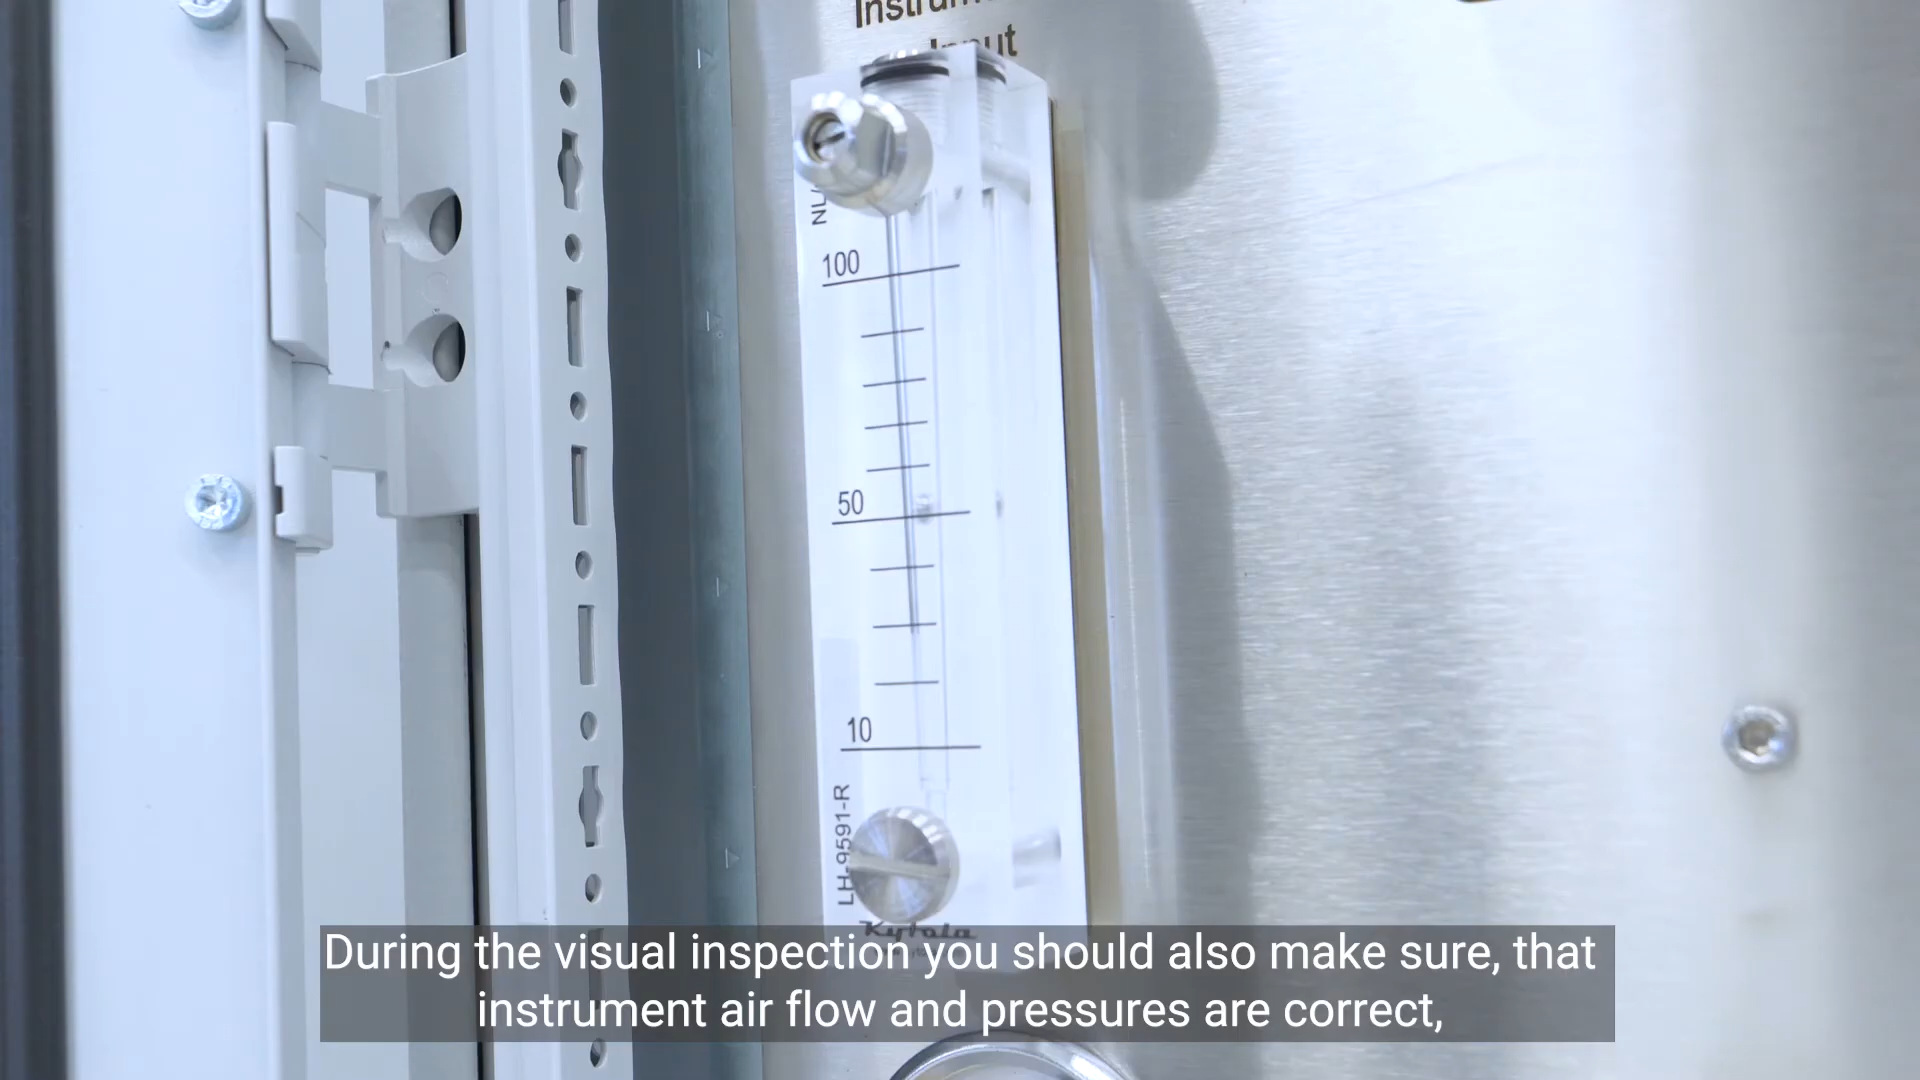 100
50
10
LH-9591-R
Kytola
During the visual inspection you should also make sure, that
instrument air flow and pressures are correct,